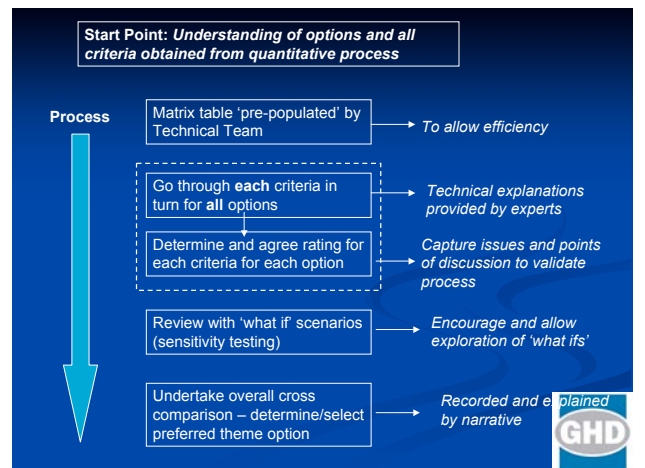 Start Point: Understanding of options and all
criteria obtained from quantitative process
Process
Matrix table ‘pre-populated’ by
Technical Team
To allow efficiency
Go through each criteria in
turn for all options
Technical explanations
provided by experts
Determine and agree rating for
each criteria for each option
Capture issues and points
of discussion to validate
process
Review with ‘what if’ scenarios
(sensitivity testing)
Encourage and allow
exploration of ‘what ifs’
Undertake overall cross
comparison – determine/select
preferred theme option
Recorded and explained
by narrative
GHD